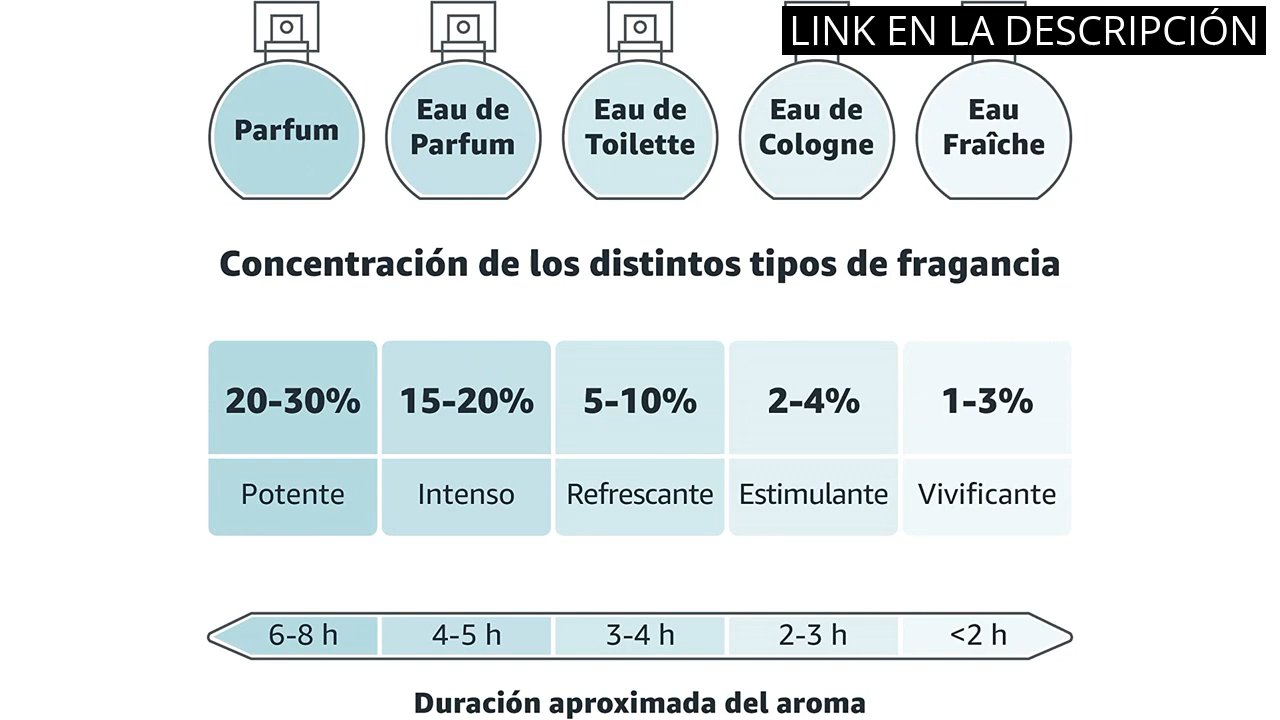 LINK EN LA DESCRIPCIÓN
Parfum
Eau de
Parfum
Eau de
Toilette
Eau de
Cologne
Eau
Fraîche
Concentración de los distintos tipos de fragancia
20-30% 15-20% 5-10% 2-4% 1-3%
Potente Intenso Refrescante Estimulante Vivificante
6-8 h 4-5 h 3-4 h 2-3 h <2 h
Duración aproximada del aroma